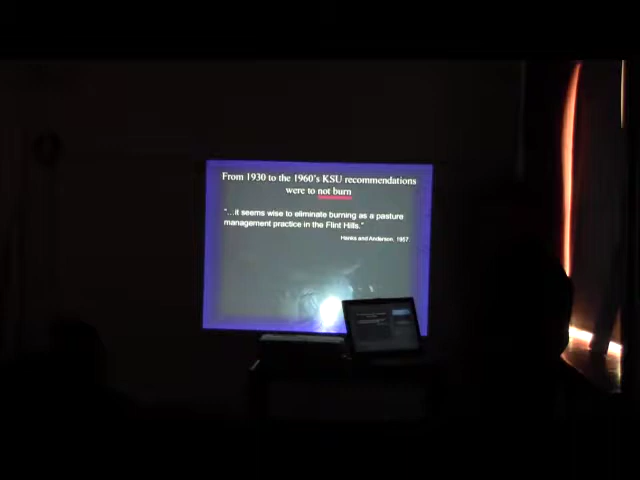 From 1930 to the 1960's KSU recommendations
were to not burn
"...it seems wise to eliminate burning as a pasture
management practice in the Flint Hills."
Hanks and Anderson, 1957